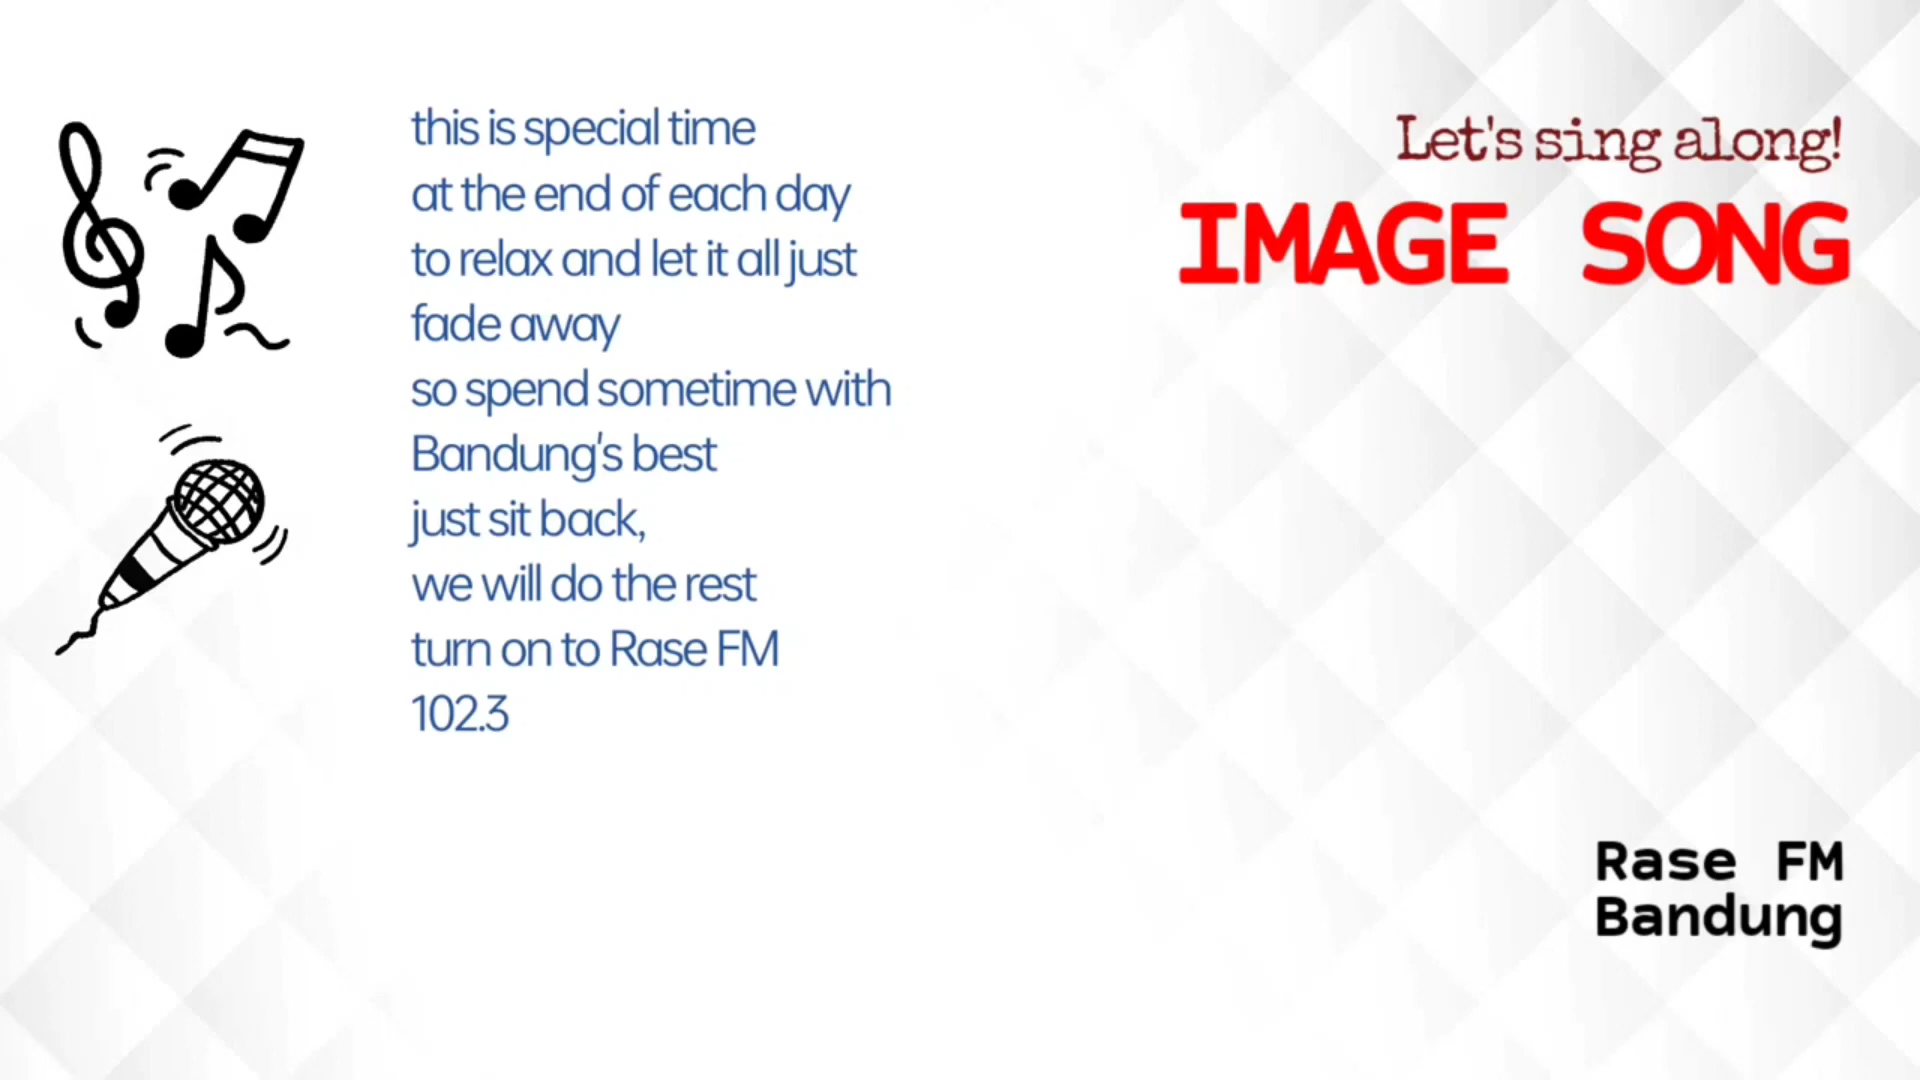 this is special time
at the end of each day
to relax and let it all just
fade away
so spend sometime with
Bandung's best
just sit back,
we will do the rest
turn on to Rase FM
102.3
Let's sing along!
IMAGE SONG
Rase FM
Bandung